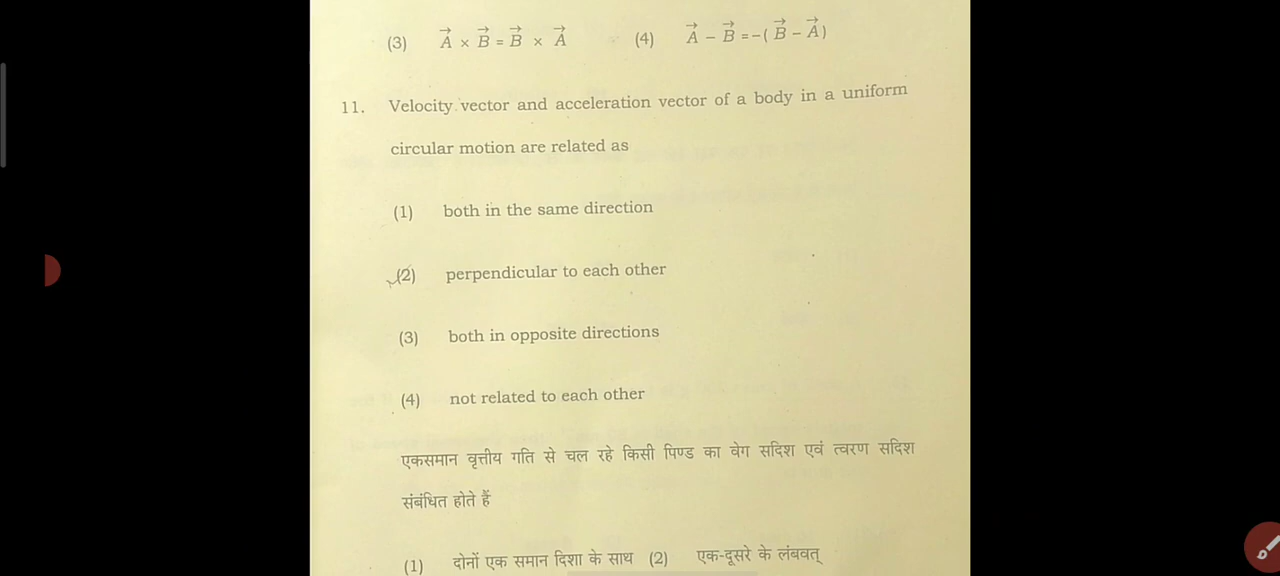 (3) A⃗ × B⃗ = B⃗ × A⃗ (4) A⃗ − B⃗ = −( B⃗ − A⃗ )
11. Velocity vector and acceleration vector of a body in a uniform
circular motion are related as
(1) both in the same direction
(2) perpendicular to each other
(3) both in opposite directions
(4) not related to each other
एकसमान वृत्तीय गति से चल रहे किसी पिण्ड का वेग सदिश एवं त्वरण सदिश
संबंधित होते हैं
(1) दोनों एक समान दिशा के साथ (2) एक-दूसरे के लंबवत्